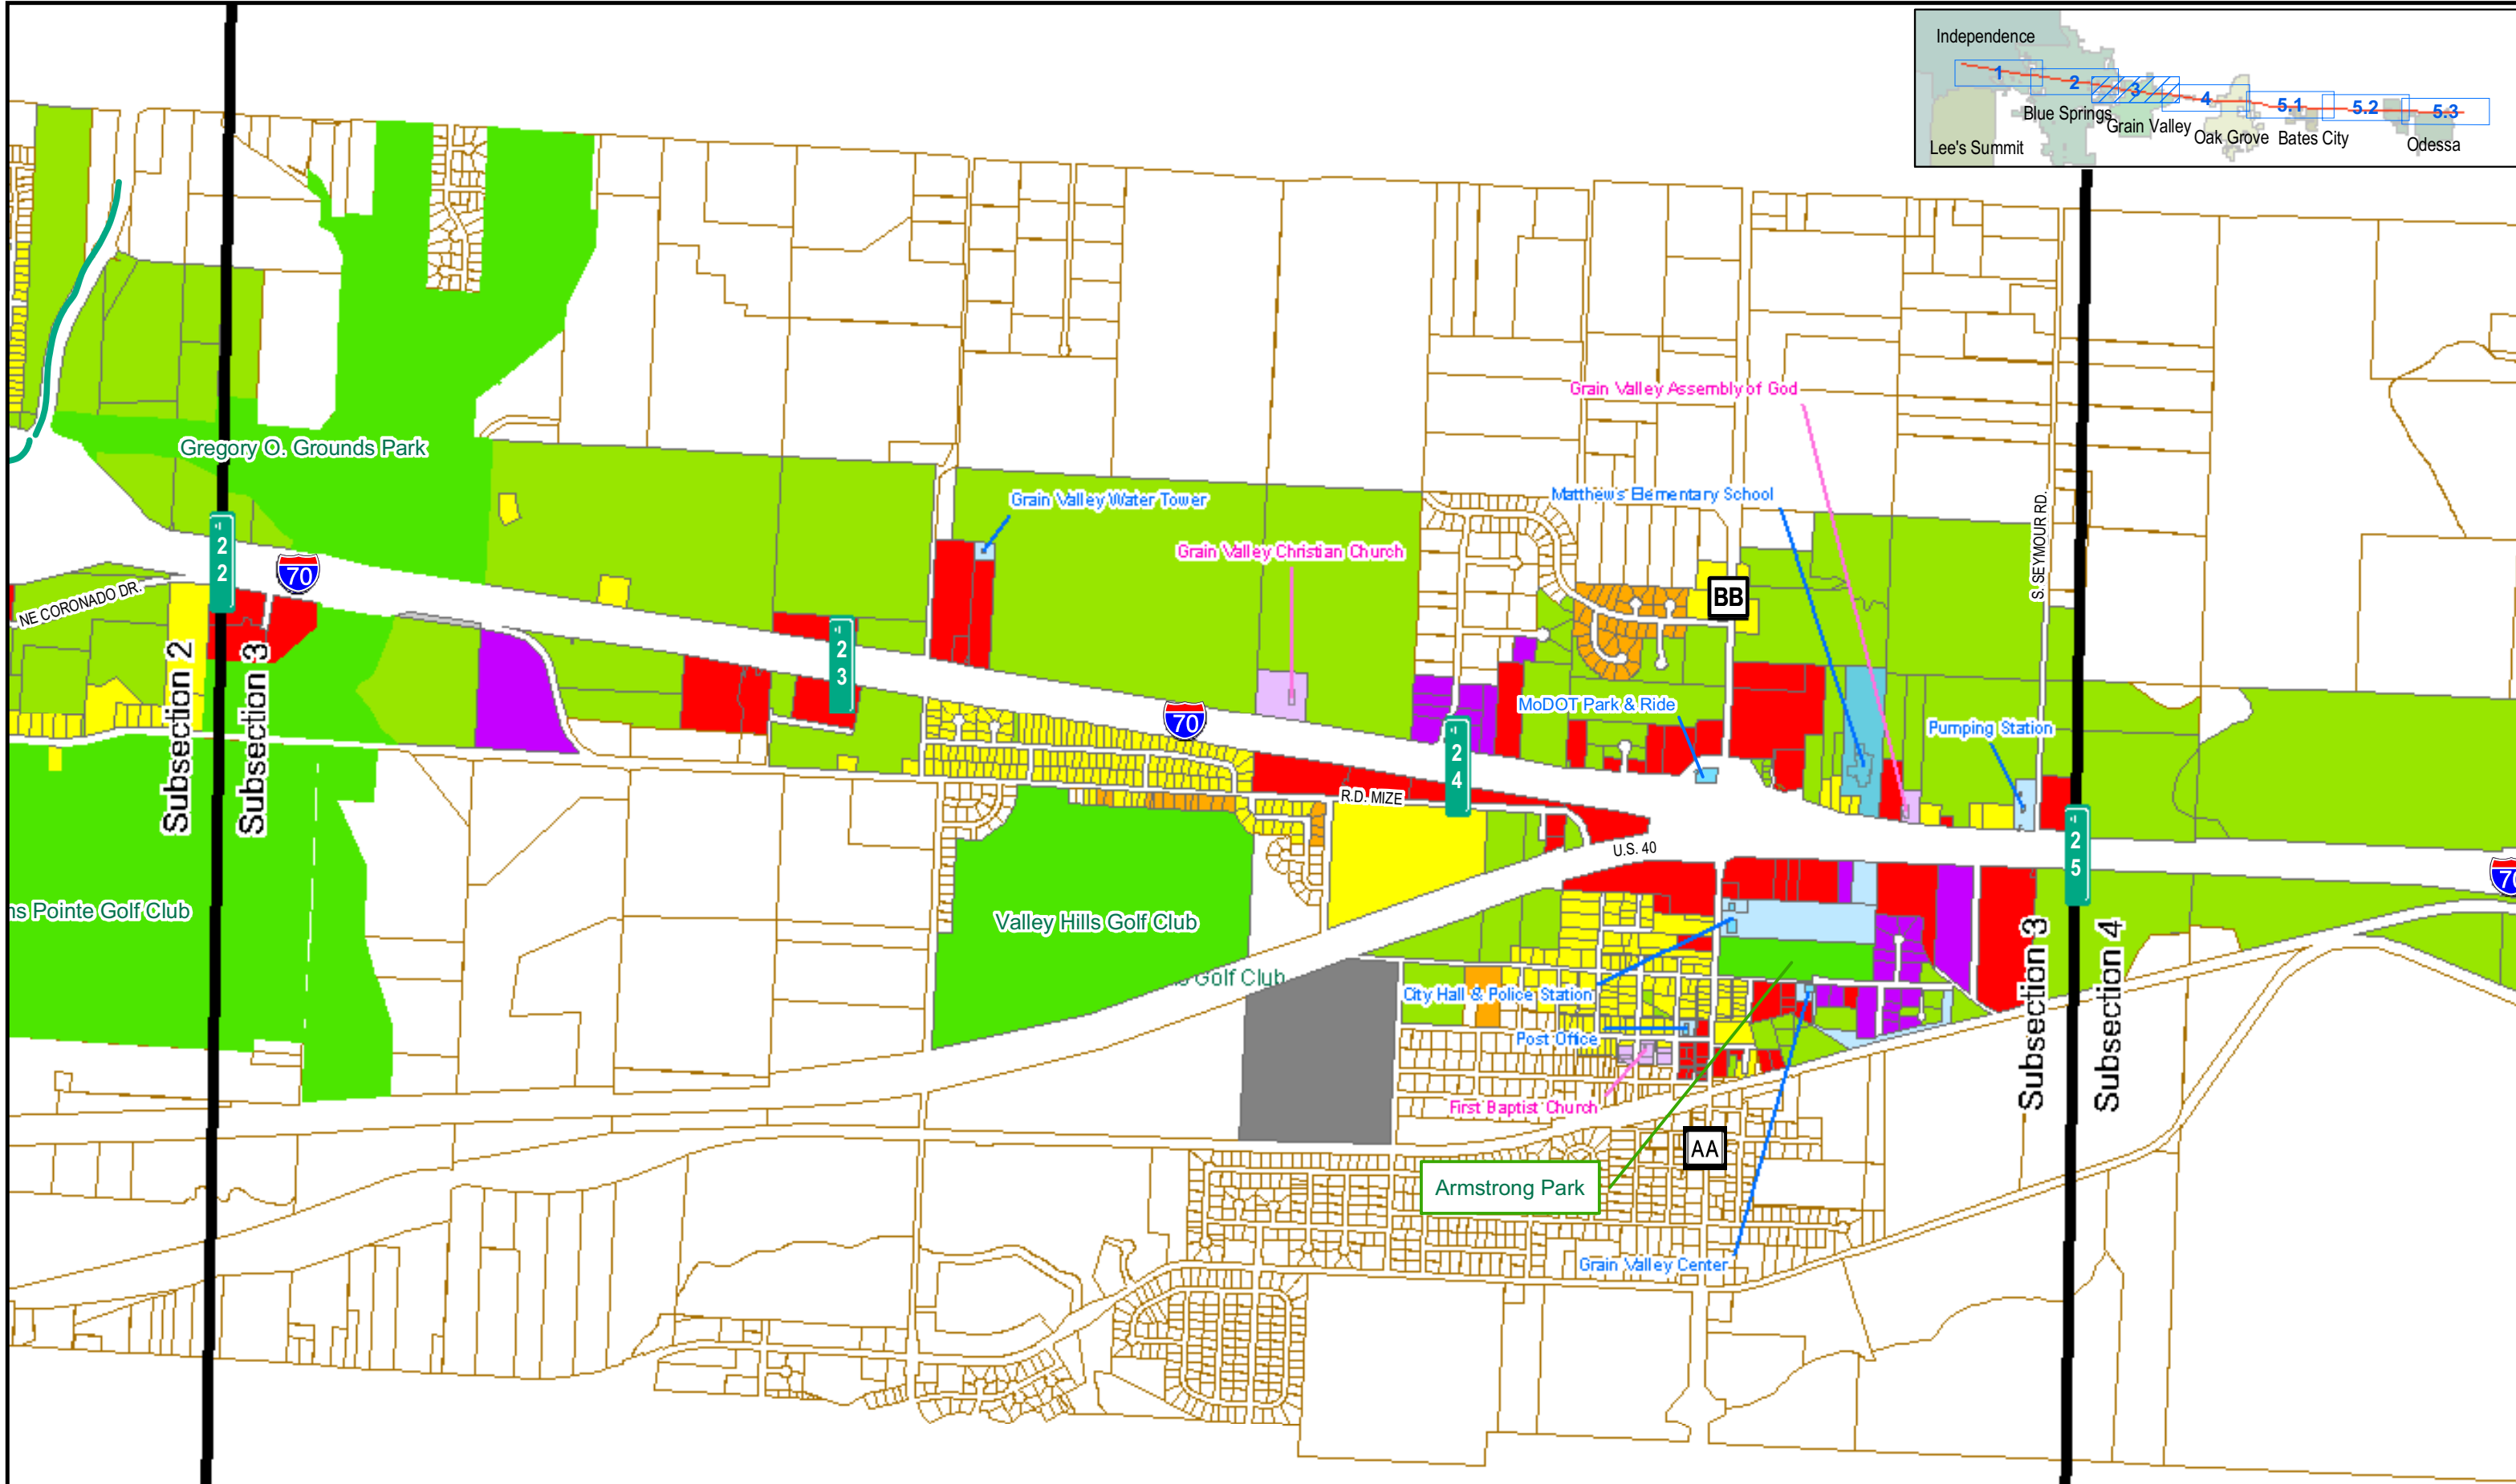 Independence
1
2
3
4
5.1
5.2
5.3
Blue Springs
Grain Valley
Oak Grove
Bates City
Lee's Summit
Odessa
Gregory O. Grounds Park
Grain Valley Assembly of God
Grain Valley Water Tower
Matthews Elementary School
Grain Valley Christian Church
S. SEYMOUR RD.
22
70
NE CORONADO DR.
BB
23
Subsection 2
Subsection 3
70
MoDOT Park & Ride
Pumping Station
24
R.D. MIZE
U.S. 40
25
70
ns Pointe Golf Club
Valley Hills Golf Club
Golf Club
City Hall & Police Station
Post Office
Subsection 3
Subsection 4
First Baptist Church
AA
Armstrong Park
Grain Valley Center